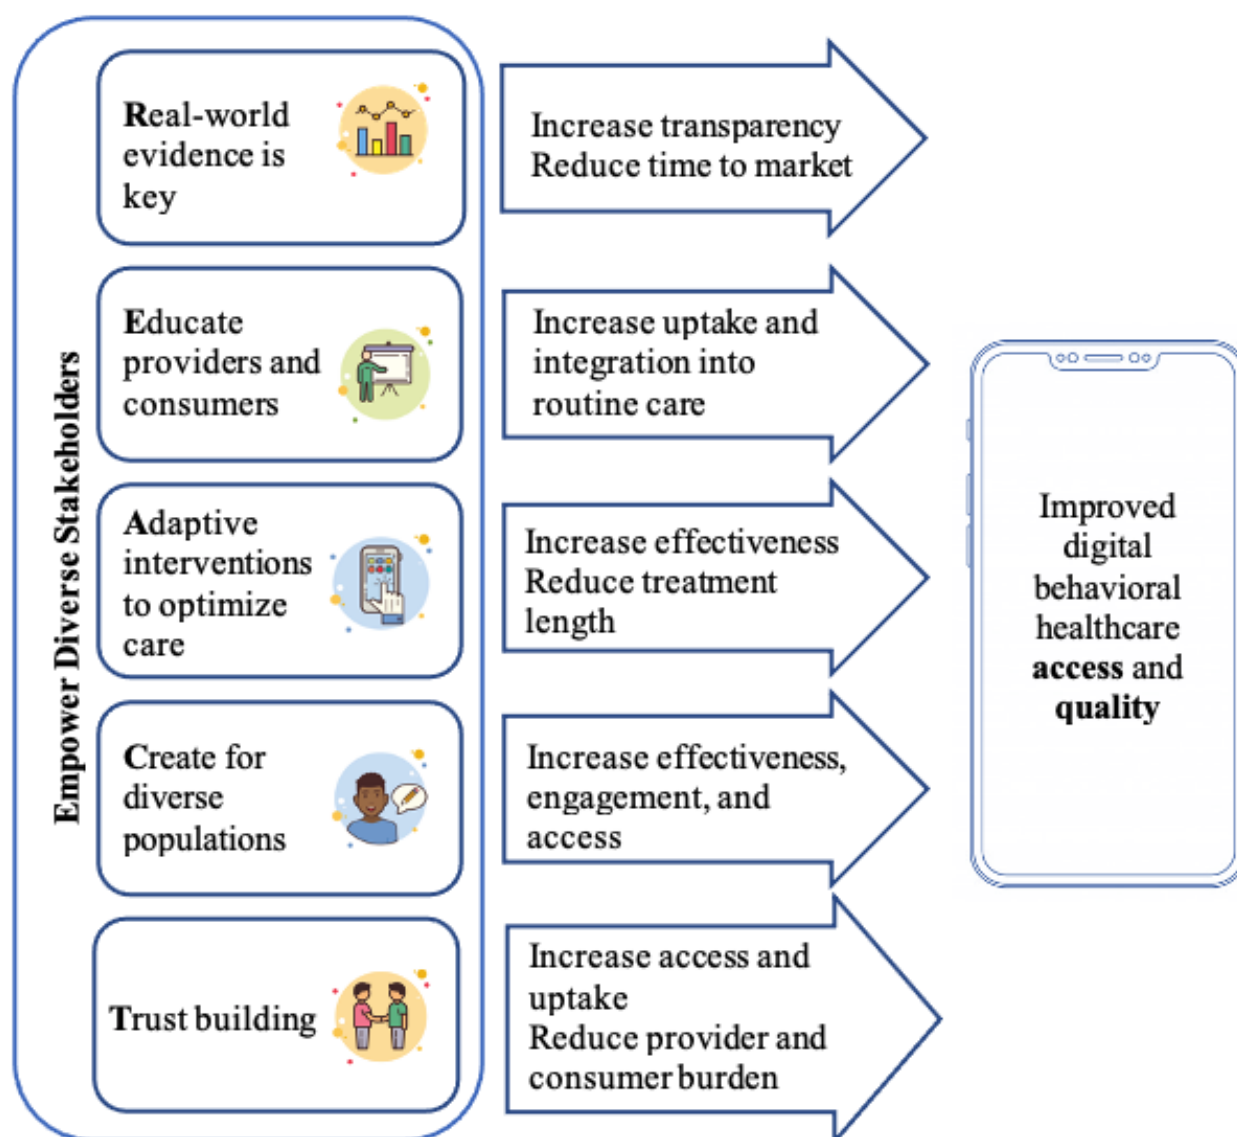 Empower Diverse Stakeholders
Real-world
evidence is
key
Increase transparency
Reduce time to market
Educate
providers and
consumers
Increase uptake and
integration into
routine care
Adaptive
interventions
to optimize
care
Increase effectiveness
Reduce treatment
length
Create for
diverse
populations
Increase effectiveness,
engagement, and
access
Trust building
Increase access and
uptake
Reduce provider and
consumer burden
Improved
digital
behavioral
healthcare
access and
quality